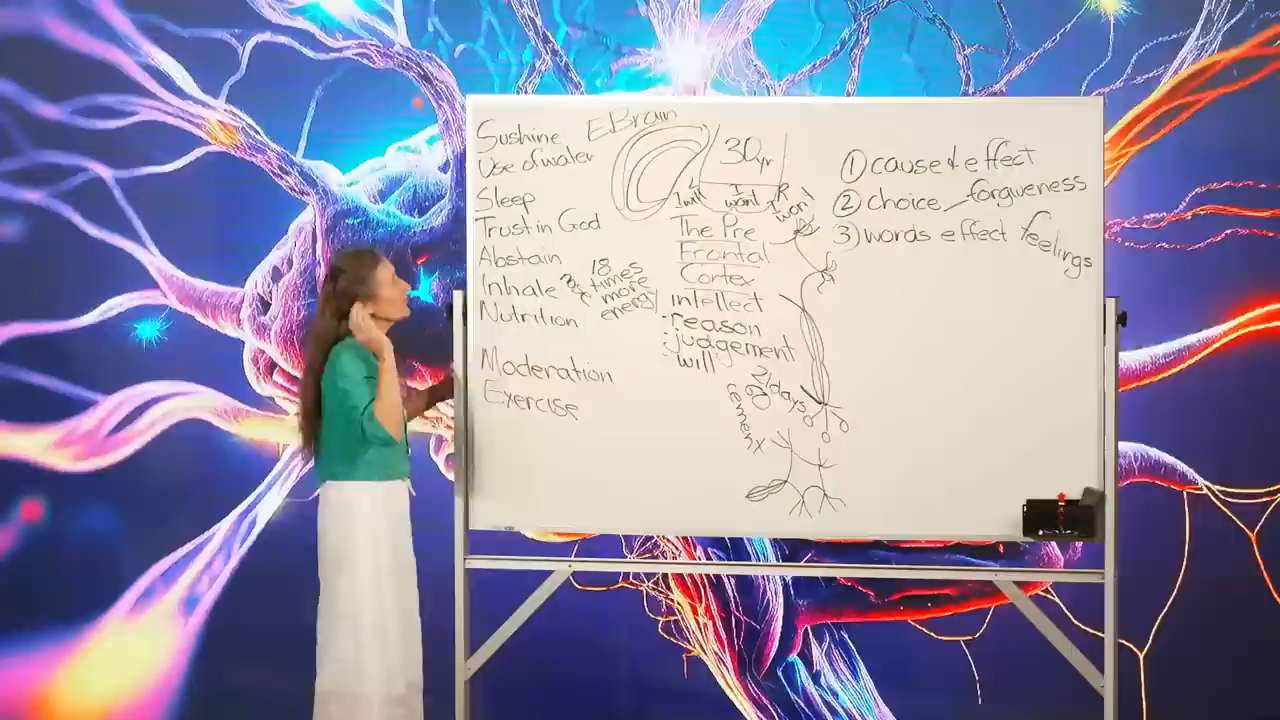 Sushine
Use of water
Sleep
Trust in God
Abstain
Inhale 18 times more energy
Nutrition
Moderation
Exercise
EBrain
30yr
I will
I want
I won't
The Pre
Frontal
Cortex
intellect
reason
judgement
will
21 days
① cause & effect
② choice - forgiveness
③ words effect feelings